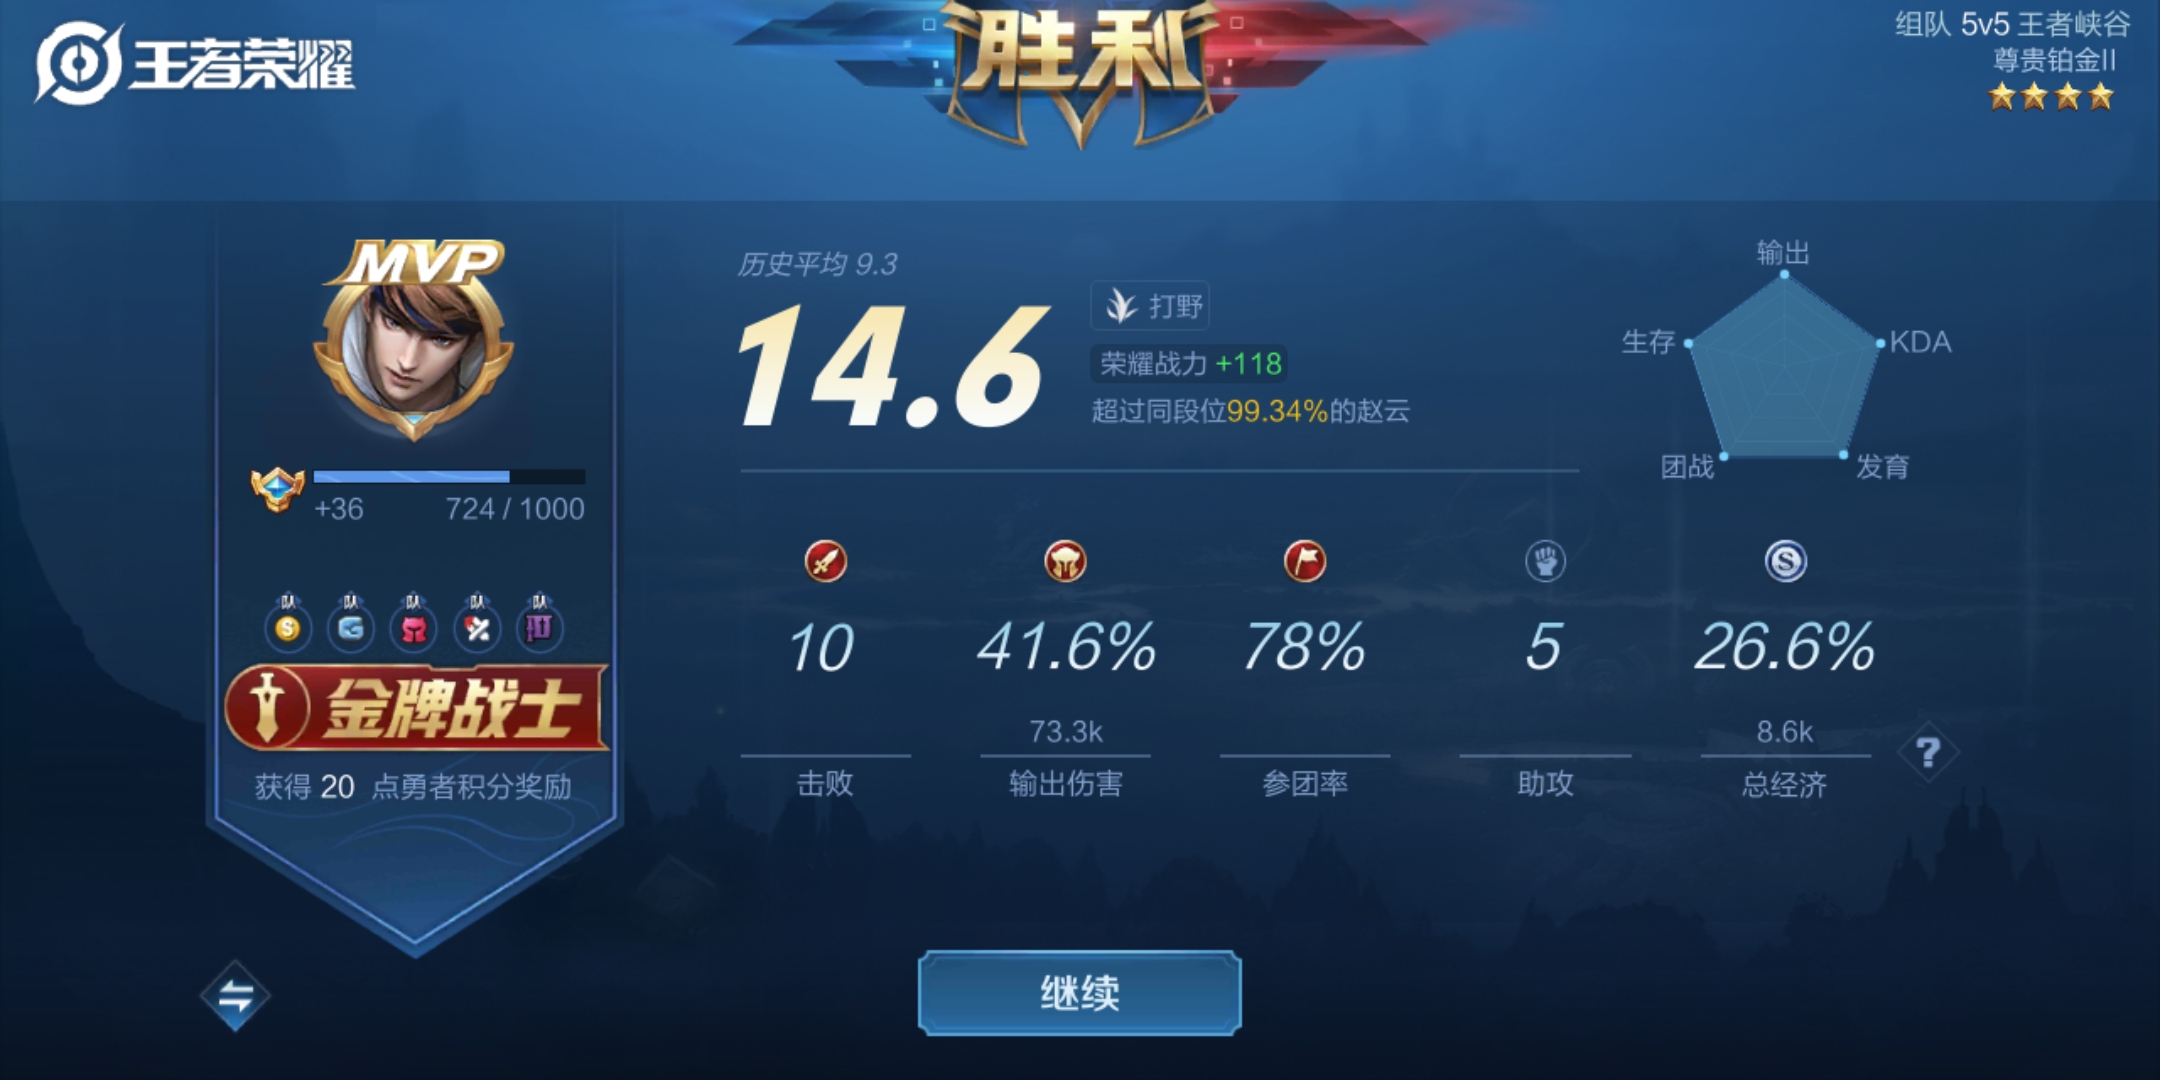 王者荣耀
胜利
组队 5v5 王者峡谷
尊贵铂金II
MVP
+36 724 / 1000
队 队 队 队 队
金牌战士
获得 20 点勇者积分奖励
历史平均 9.3
14.6
打野
荣耀战力 +118
超过同段位99.34%的赵云
输出
生存
KDA
团战
发育
10 41.6% 78% 5 26.6%
73.3k 8.6k
击败 输出伤害 参团率 助攻 总经济
?
继续